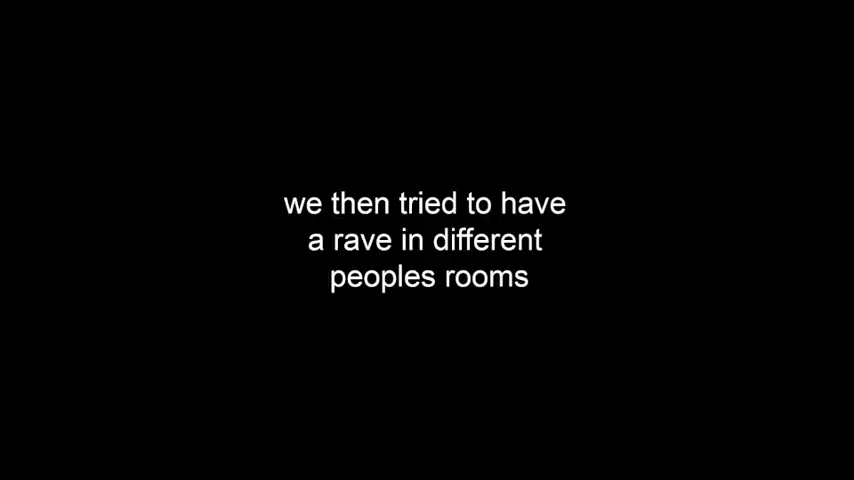 we then tried to have
a rave in different
peoples rooms